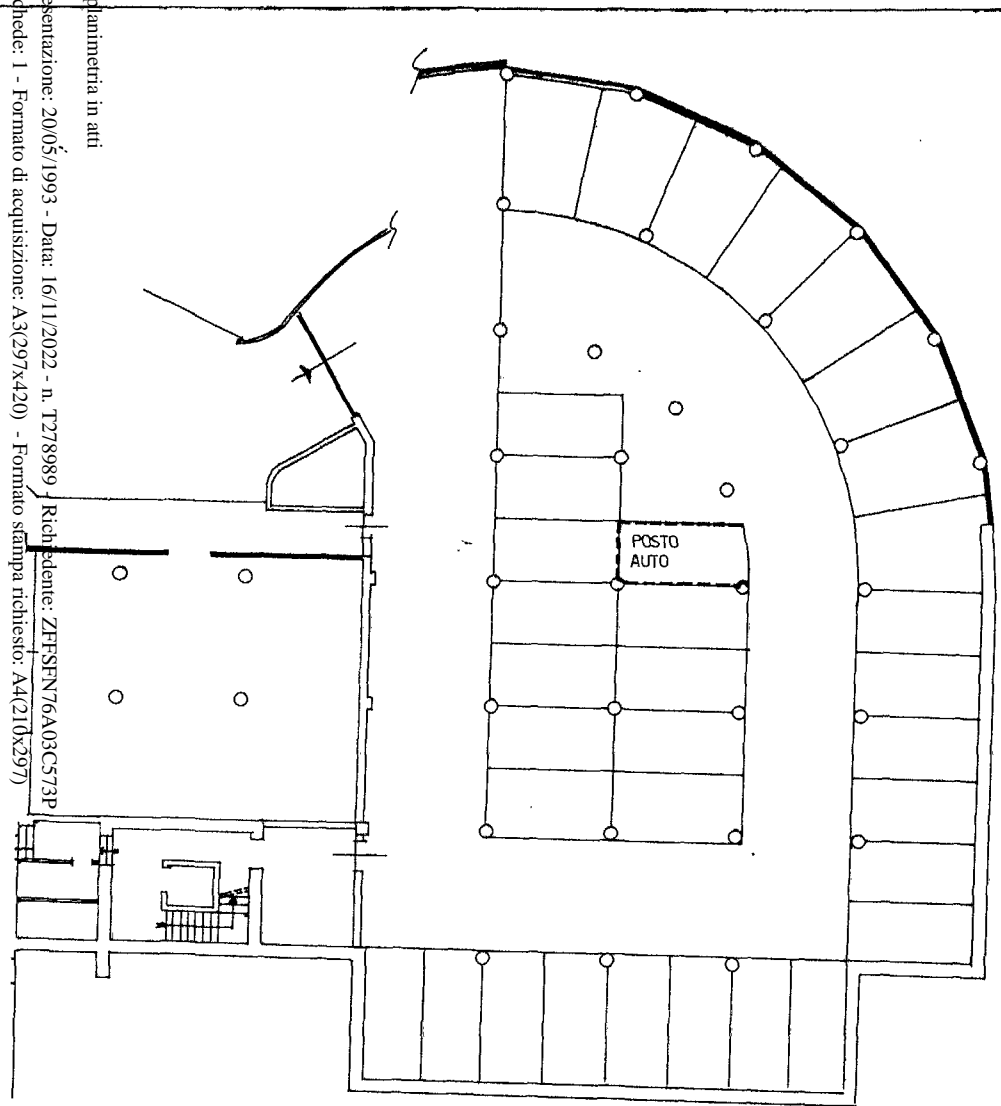 planimetria in atti
esentazione: 20/05/1993 - Data: 16/11/2022 - n. T278989 - Richiedente: ZFFSFN76A03C573P
chede: 1 - Formato di acquisizione: A3(297x420) - Formato stampa richiesto: A4(210x297)
POSTO
AUTO